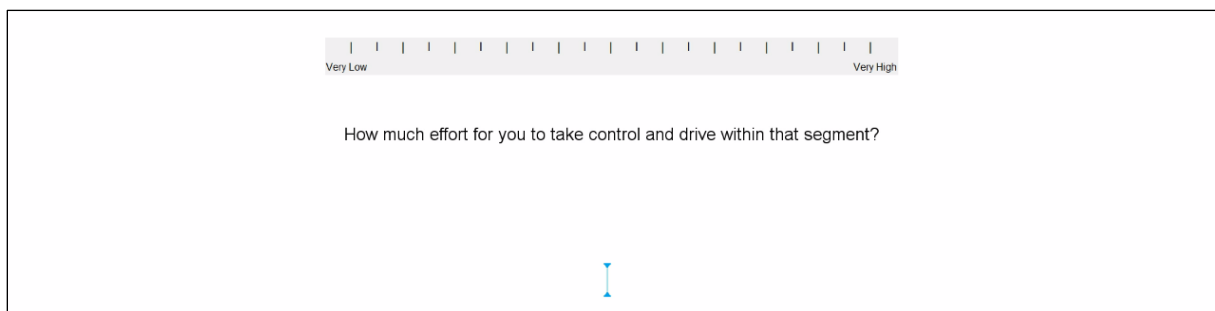 Very Low Very High
How much effort for you to take control and drive within that segment?